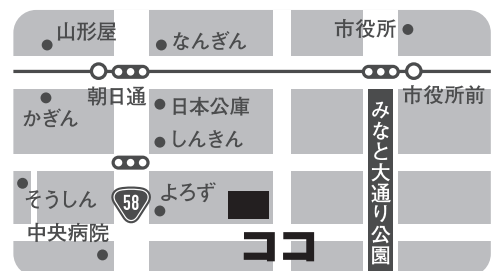 山形屋
なんぎん
市役所
朝日通
市役所前
かぎん
日本公庫
しんきん
みなと大通り公園
そうしん
58
よろず
中央病院
ココ